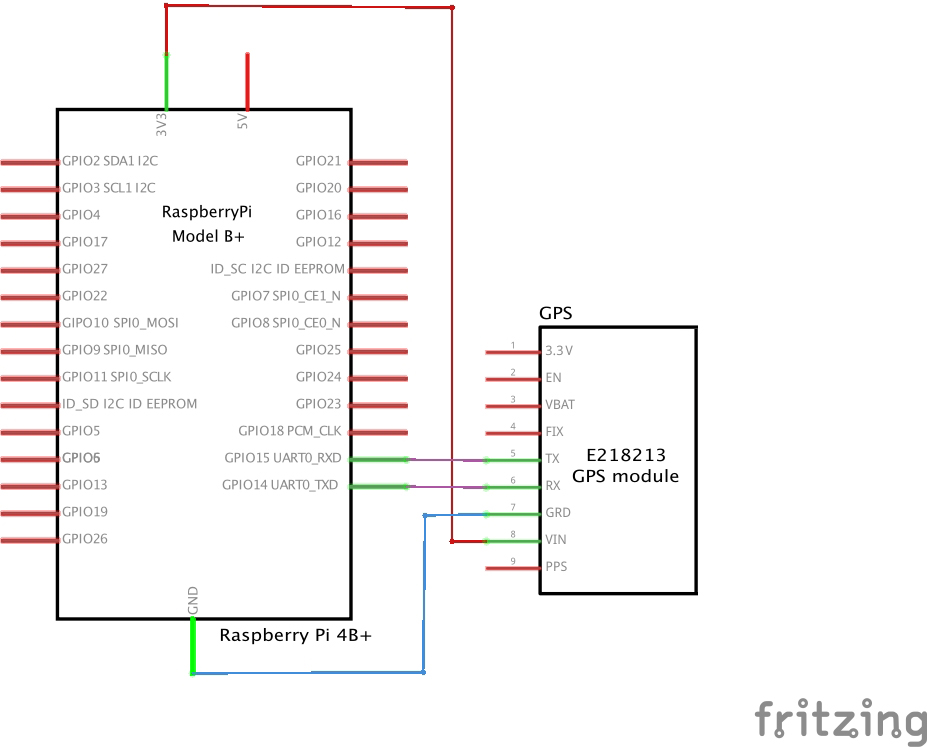 3V3
5V
GPIO2 SDA1 I2C
GPIO21
GPIO3 SCL1 I2C
GPIO20
GPIO4
RaspberryPi
GPIO16
GPIO17
Model B+
GPIO12
GPIO27
ID_SC I2C ID EEPROM
GPIO22
GPIO7 SPI0_CE1_N
GIPO10 SPI0_MOSI
GPIO8 SPI0_CE0_N
GPIO9 SPI0_MISO
GPIO25
GPIO11 SPI0_SCLK
GPIO24
ID_SD I2C ID EEPROM
GPIO23
GPIO5
GPIO18 PCM_CLK
GPIO6
GPIO15 UART0_RXD
GPIO13
GPIO14 UART0_TXD
GPIO19
GPIO26
GND
Raspberry Pi 4B+
GPS
1 3.3V
2 EN
3 VBAT
4 FIX
5 TX
6 RX
7 GRD
8 VIN
9 PPS
E218213
GPS module
fritzing